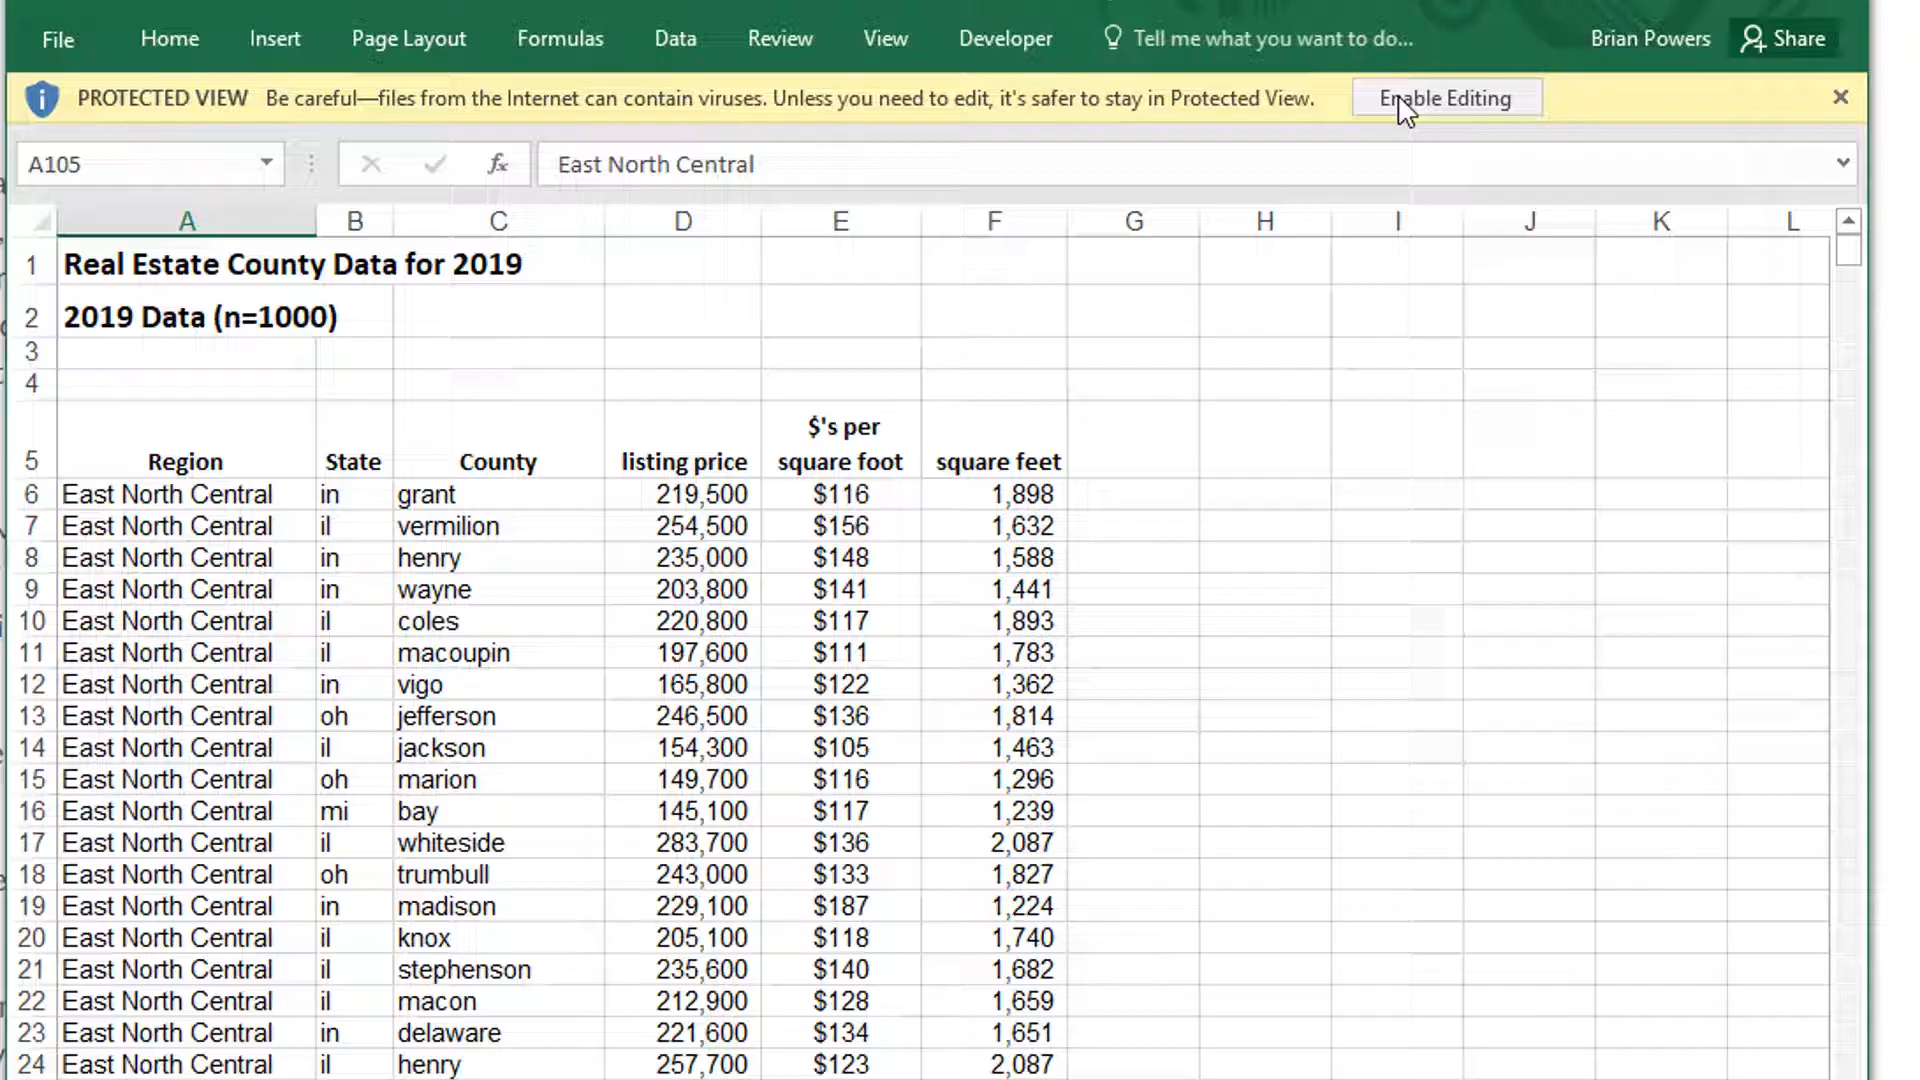 File Home Insert Page Layout Formulas Data Review View Developer Tell me what you want to do... Brian Powers Share
PROTECTED VIEW Be careful—files from the Internet can contain viruses. Unless you need to edit, it's safer to stay in Protected View. Enable Editing
A105 fx East North Central
A B C D E F G H I J K L
1 Real Estate County Data for 2019
2 2019 Data (n=1000)
3
4
$'s per
5 Region State County listing price square foot square feet
6 East North Central in grant 219,500 $116 1,898
7 East North Central il vermilion 254,500 $156 1,632
8 East North Central in henry 235,000 $148 1,588
9 East North Central in wayne 203,800 $141 1,441
10 East North Central il coles 220,800 $117 1,893
11 East North Central il macoupin 197,600 $111 1,783
12 East North Central in vigo 165,800 $122 1,362
13 East North Central oh jefferson 246,500 $136 1,814
14 East North Central il jackson 154,300 $105 1,463
15 East North Central oh marion 149,700 $116 1,296
16 East North Central mi bay 145,100 $117 1,239
17 East North Central il whiteside 283,700 $136 2,087
18 East North Central oh trumbull 243,000 $133 1,827
19 East North Central in madison 229,100 $187 1,224
20 East North Central il knox 205,100 $118 1,740
21 East North Central il stephenson 235,600 $140 1,682
22 East North Central il macon 212,900 $128 1,659
23 East North Central in delaware 221,600 $134 1,651
24 East North Central il henry 257,700 $123 2,087